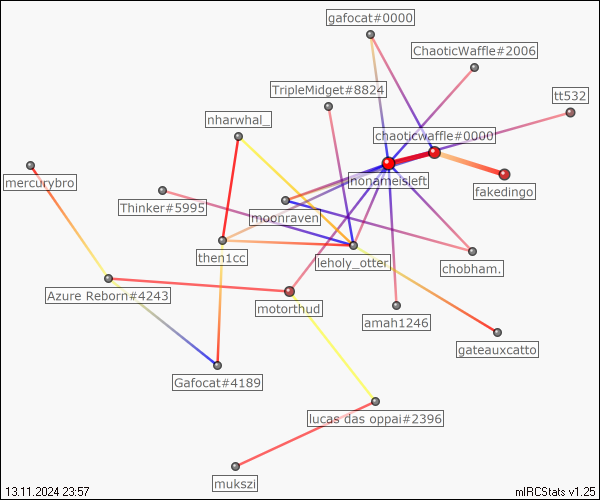 gafocat#0000
ChaoticWaffle#2006
TripleMidget#8824
tt532
nharwhal_
chaoticwaffle#0000
mercurybro
nonameisleft
fakedingo
Thinker#5995
moonraven
then1cc
leholy_otter
chobham.
Azure Reborn#4243
motorthud
amah1246
gateauxcatto
Gafocat#4189
lucas das oppai#2396
mukszi
13.11.2024 23:57
mIRCStats v1.25